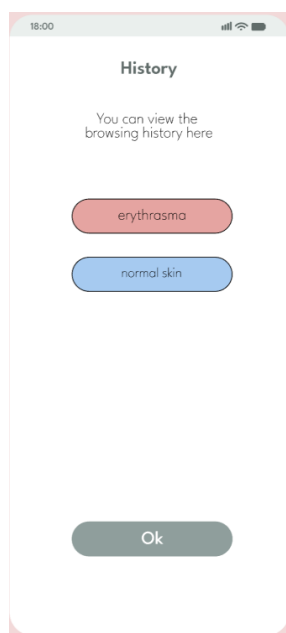 18:00
History
You can view the
browsing history here
erythrasma
normal skin
Ok